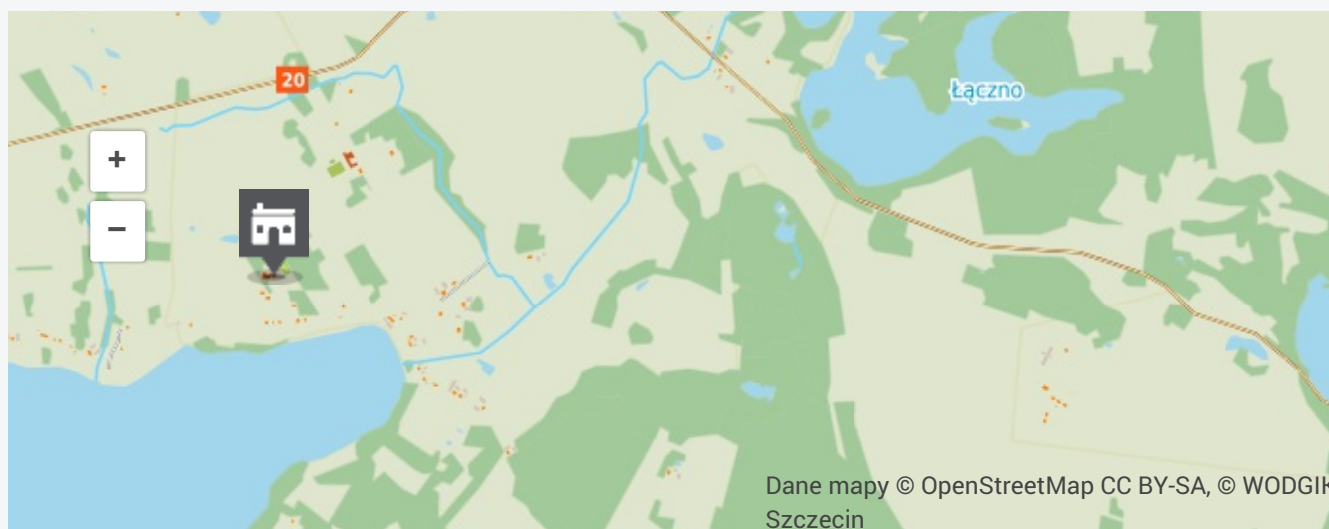 20
Łączno
+
−
Dane mapy © OpenStreetMap CC BY-SA, © WODGIK
Szczecin